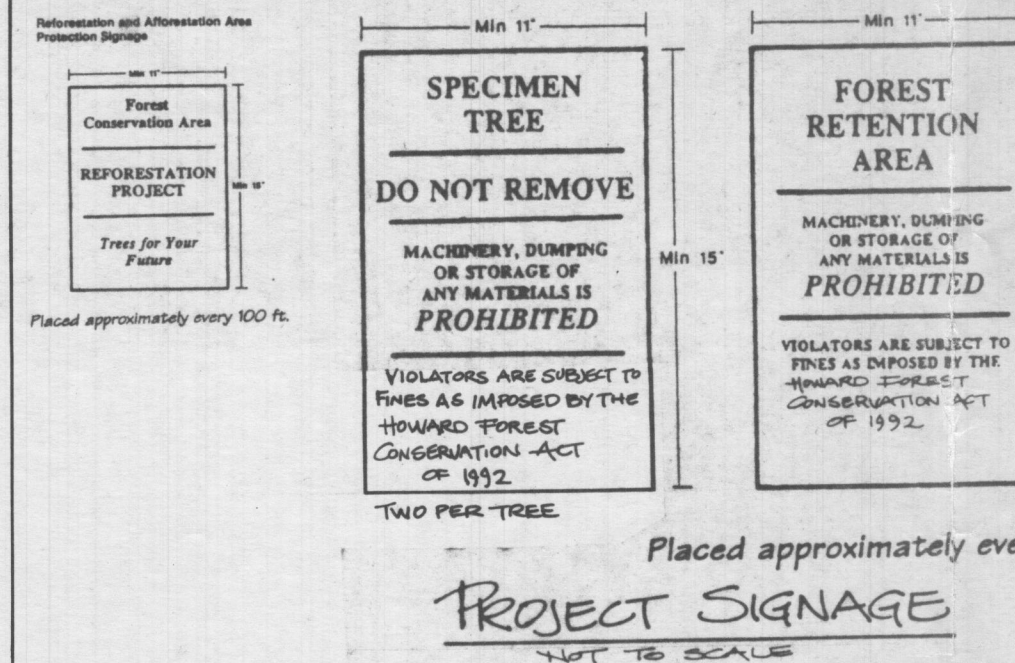 Reforestation and Afforestation Area
Protection Signage
Min 11"
Forest
Conservation Area
REFORESTATION
PROJECT
Trees for Your
Future
Min 15"
Placed approximately every 100 ft.
Min 11"
SPECIMEN
TREE
DO NOT REMOVE
MACHINERY, DUMPING
OR STORAGE OF
ANY MATERIALS IS
PROHIBITED
VIOLATORS ARE SUBJECT TO
FINES AS IMPOSED BY THE
HOWARD FOREST
CONSERVATION ACT
OF 1992
Min 15"
TWO PER TREE
Min 11"
FOREST
RETENTION
AREA
MACHINERY, DUMPING
OR STORAGE OF
ANY MATERIALS IS
PROHIBITED
VIOLATORS ARE SUBJECT TO
FINES AS IMPOSED BY THE
HOWARD FOREST
CONSERVATION ACT
OF 1992
Placed approximately eve
PROJECT SIGNAGE
NOT TO SCALE